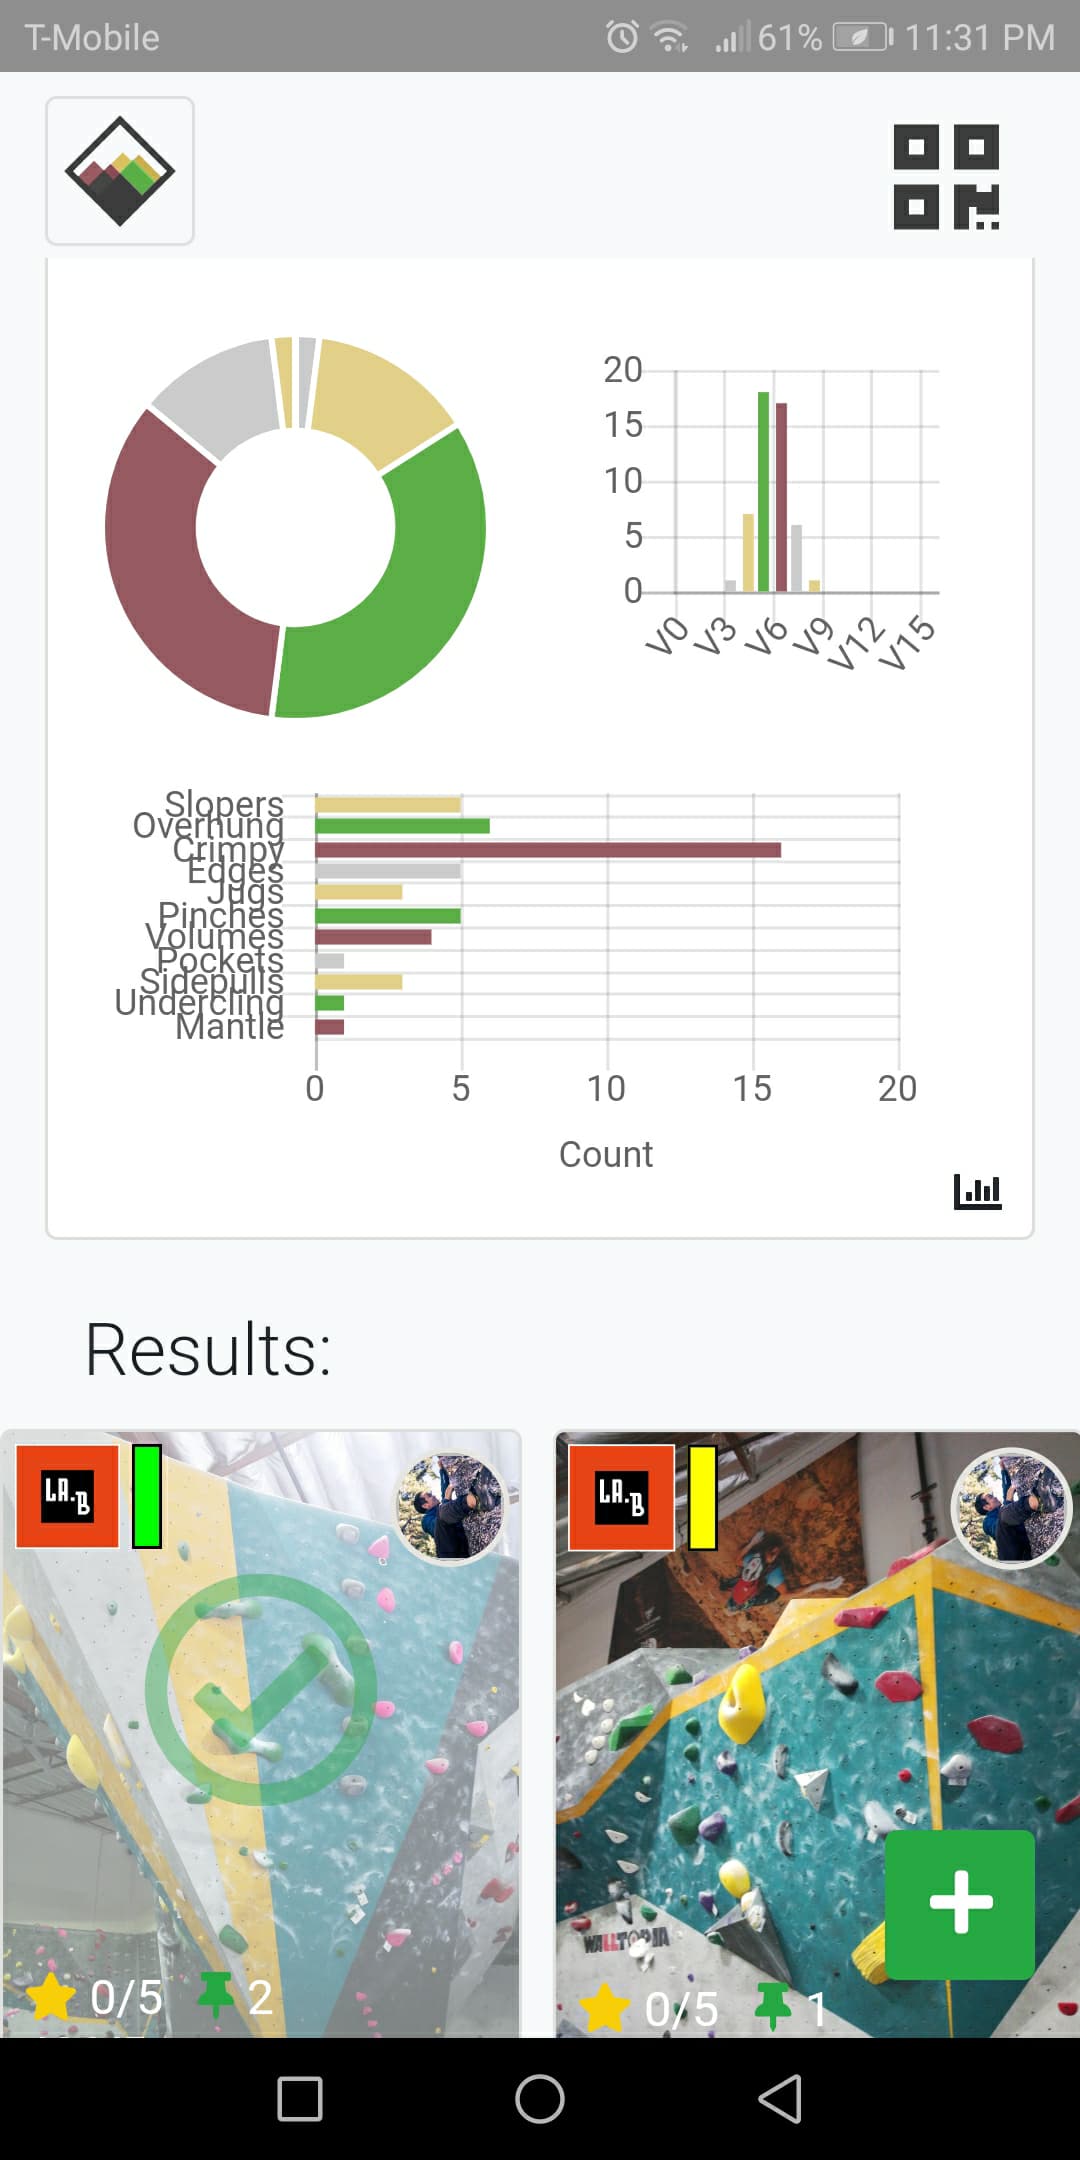 T-Mobile 61% 11:31 PM
20
15
10
5
0
V0 V3 V6 V9 V12 V15
Slopers
Overhung
Crimpy
Edges
Jugs
Pinches
Volumes
Pockets
Sidepulls
Undercling
Mantle
0 5 10 15 20
Count
Results:
LA.B
LA.B
WALLTOPIA
0/5 2
0/5 1